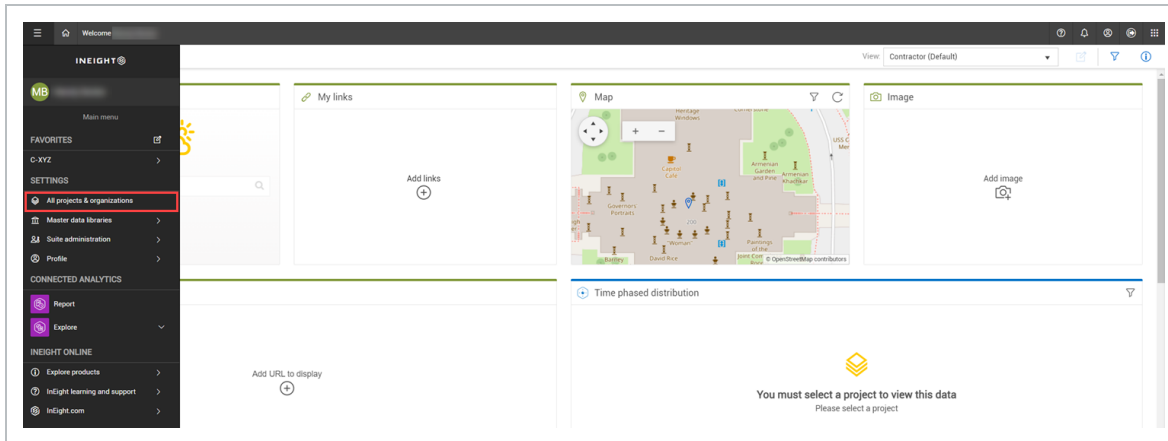 Welcome
INEIGHT
MB
Main menu
FAVORITES
C-XYZ
SETTINGS
All projects & organizations
Master data libraries
Suite administration
Profile
CONNECTED ANALYTICS
Report
Explore
INEIGHT ONLINE
Explore products
InEight learning and support
InEight.com
View: Contractor (Default)
My links
Add links
Map
Heritage
Windows
Capitol
Cafe
Armenian
Garden
and Pine
Armenian
Khachkar
USS
Governors
Portraits
200
"Woman"
Paintings
of the
Bartley
David Rice
© OpenStreetMap contributors
Image
Add image
Add URL to display
Time phased distribution
You must select a project to view this data
Please select a project